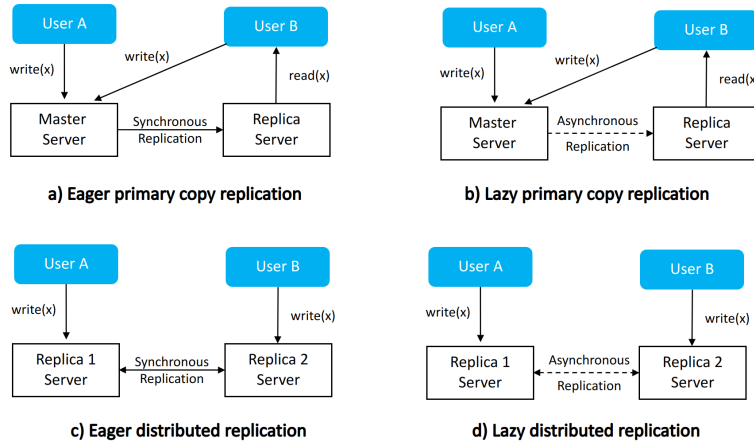 User A
User B
write(x)
write(x)
read(x)
Master
Server
Synchronous
Replication
Replica
Server
a) Eager primary copy replication
User A
User B
write(x)
write(x)
read(x)
Master
Server
Asynchronous
Replication
Replica
Server
b) Lazy primary copy replication
User A
User B
write(x)
write(x)
Replica 1
Server
Synchronous
Replication
Replica 2
Server
c) Eager distributed replication
User A
User B
write(x)
write(x)
Replica 1
Server
Asynchronous
Replication
Replica 2
Server
d) Lazy distributed replication